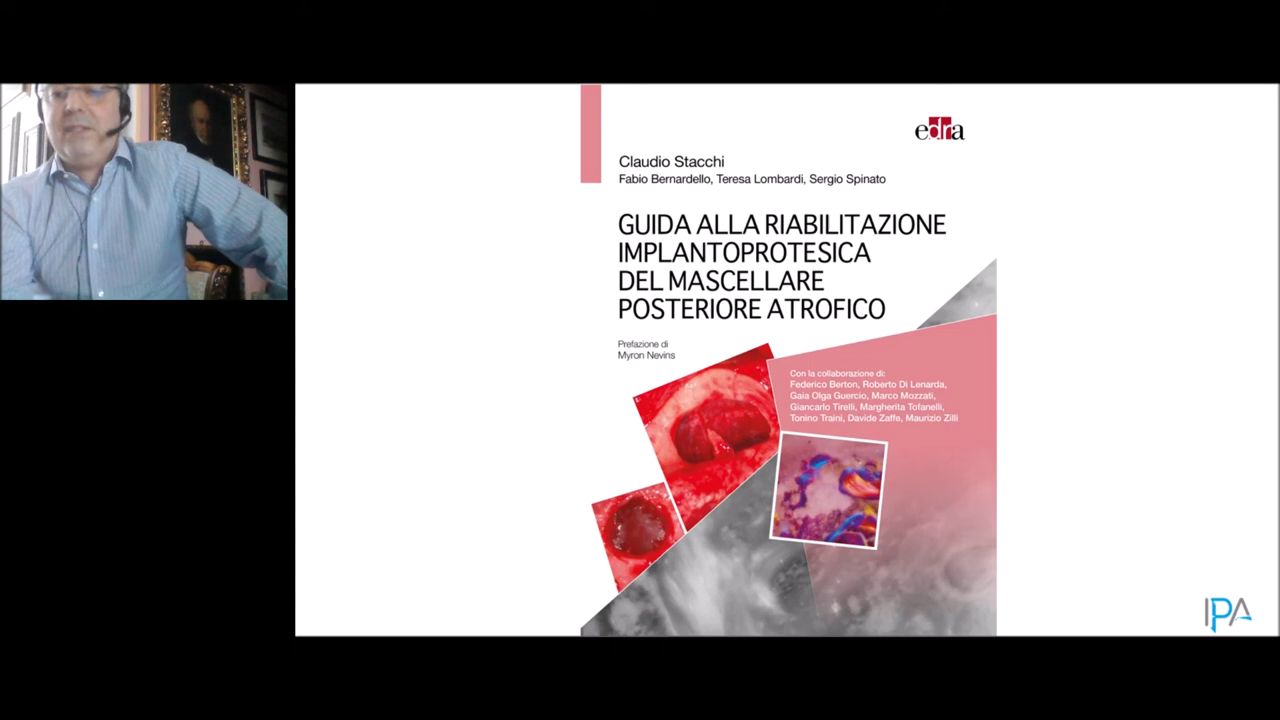 edra
Claudio Stacchi
Fabio Bernardello, Teresa Lombardi, Sergio Spinato
GUIDA ALLA RIABILITAZIONE
IMPLANTOPROTESICA
DEL MASCELLARE
POSTERIORE ATROFICO
Prefazione di
Myron Nevins
Con la collaborazione di:
Federico Berton, Roberto Di Lenarda,
Gaia Olga Guercio, Marco Mozzati,
Giancarlo Tirelli, Margherita Tofanelli,
Tonino Traini, Davide Zaffe, Maurizio Zilli
IPA